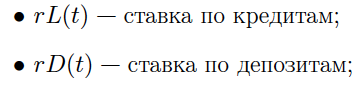 • rL(t) — ставка по кредитам;
• rD(t) — ставка по депозитам;